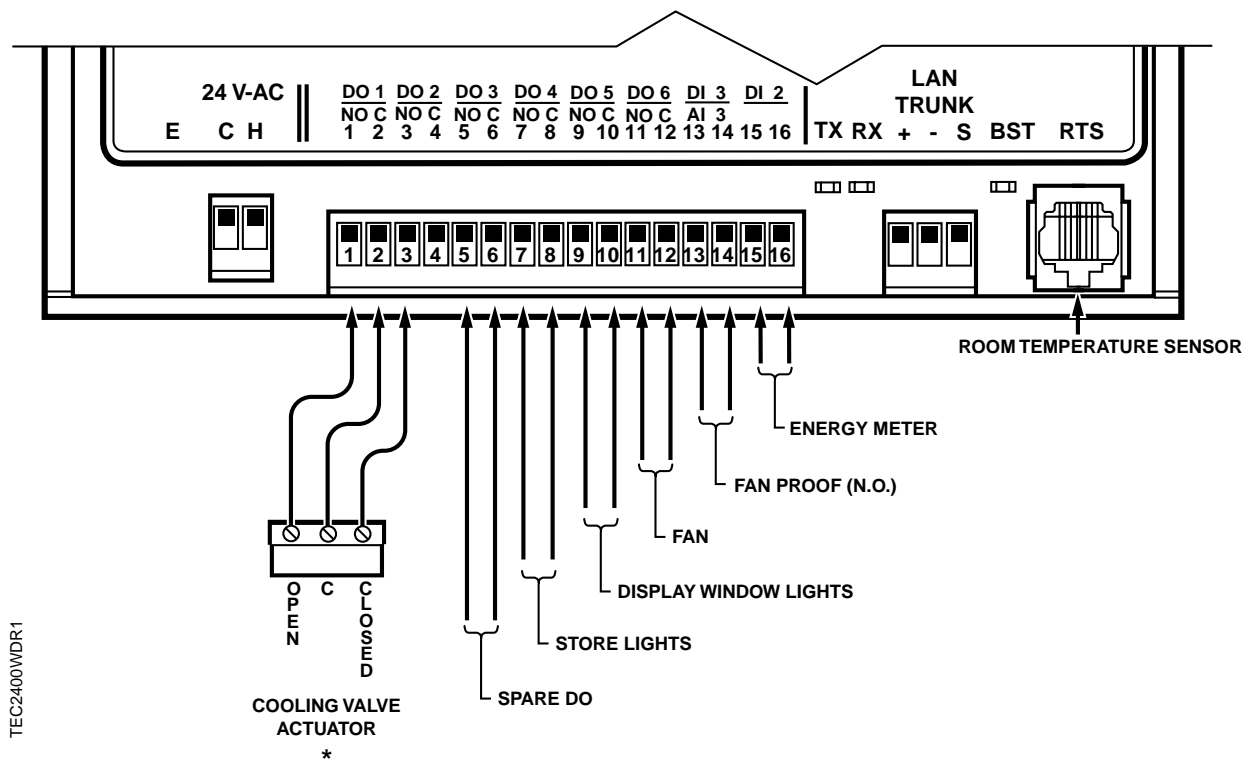 24 V-AC
E C H
DO 1 DO 2 DO 3 DO 4 DO 5 DO 6 DI 3 DI 2
NO C NO C NO C NO C NO C NO C AI 3
1 2 3 4 5 6 7 8 9 10 11 12 13 14 15 16
LAN
TRUNK
TX RX + - S BST RTS
1 2 3 4 5 6 7 8 9 10 11 12 13 14 15 16
ROOM TEMPERATURE SENSOR
ENERGY METER
FAN PROOF (N.O.)
FAN
DISPLAY WINDOW LIGHTS
STORE LIGHTS
SPARE DO
OPEN C CLOSED
COOLING VALVE
ACTUATOR
*
TEC2400WDR1